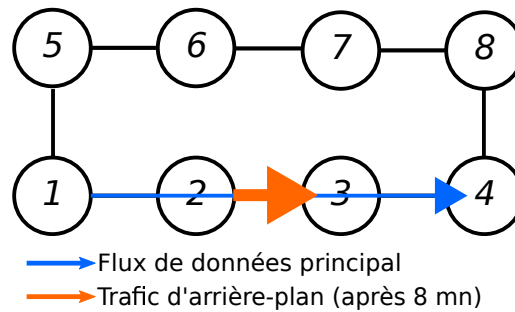 5 6 7 8
1 2 3 4
Flux de données principal
Trafic d'arrière-plan (après 8 mn)